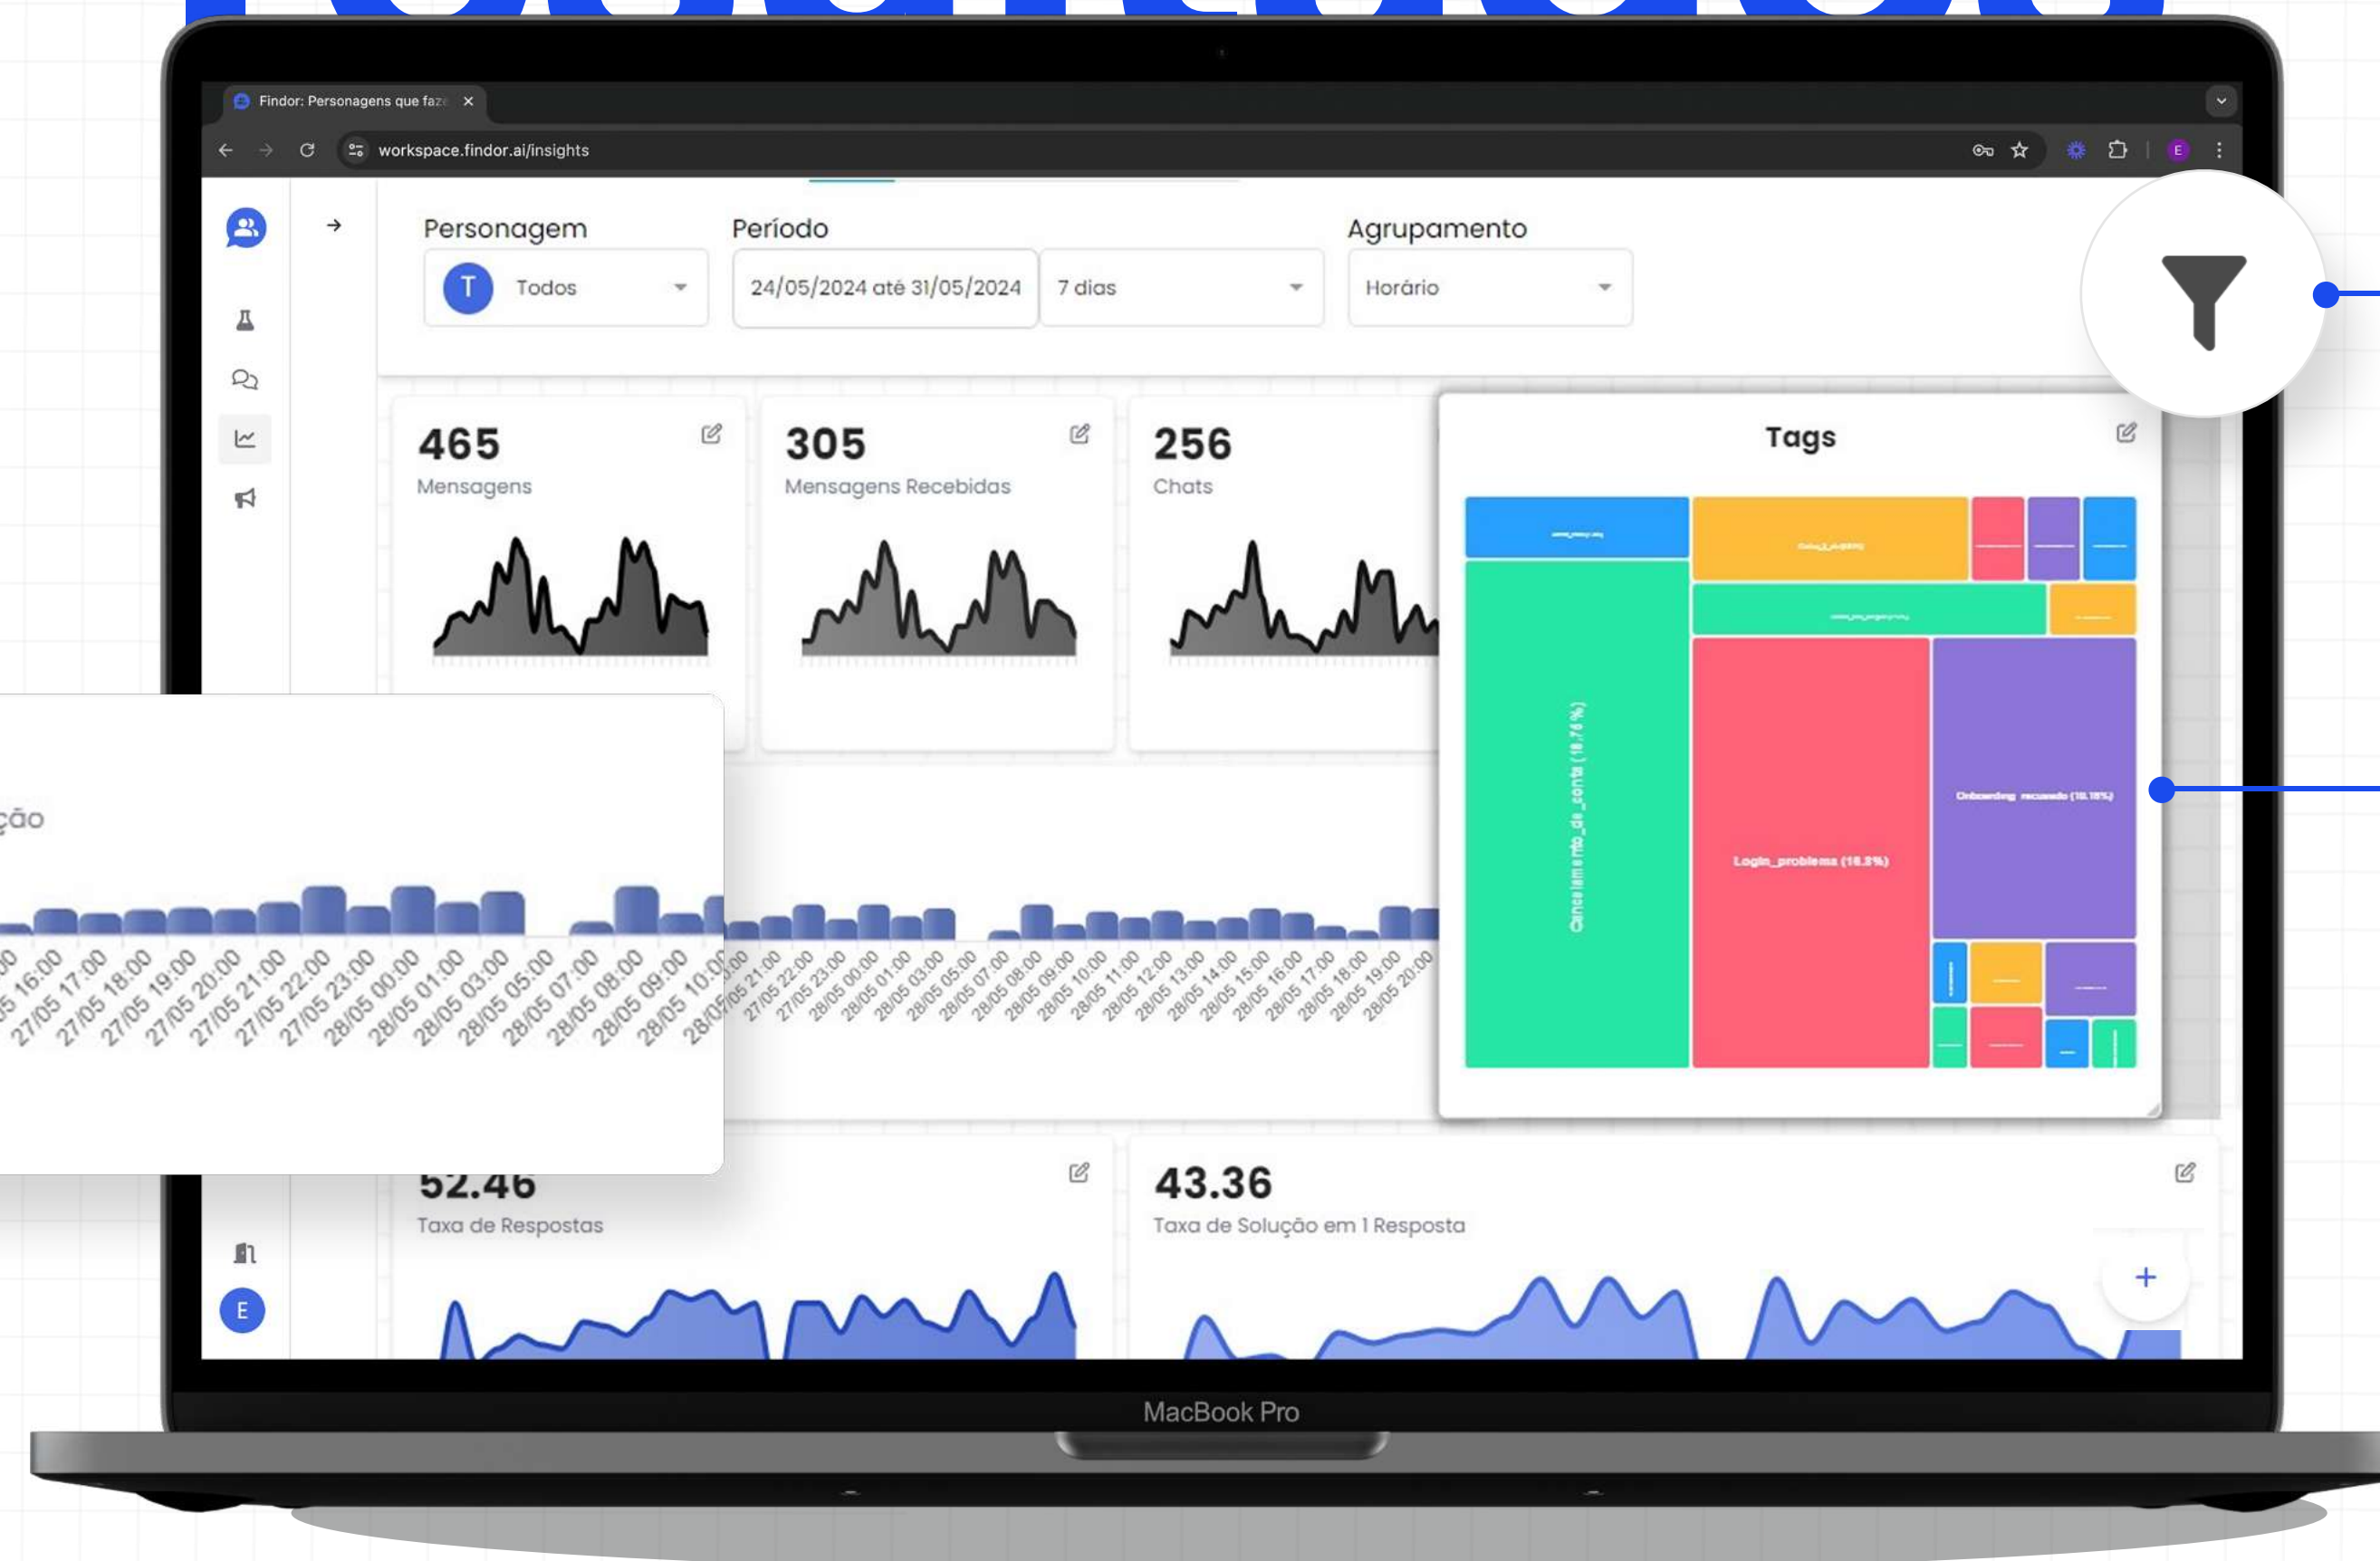 Findor: Personagens que faz
workspace.findor.ai/insights
E
Personagem
Período
Agrupamento
T
Todos
24/05/2024 até 31/05/2024
7 dias
Horário
465
Mensagens
305
Mensagens Recebidas
256
Chats
Tags
Cancelamento_de_conta (18.76%)
Login_problema (16.8%)
Onboarding_recusado (10.18%)
ção
27/05 17:00
27/05 18:00
27/05 19:00
27/05 20:00
27/05 21:00
27/05 22:00
27/05 23:00
28/05 00:00
28/05 01:00
28/05 03:00
28/05 05:00
28/05 07:00
28/05 08:00
28/05 09:00
28/05 10:00
27/05 22:00
27/05 23:00
28/05 00:00
28/05 01:00
28/05 03:00
28/05 05:00
28/05 07:00
28/05 08:00
28/05 09:00
28/05 10:00
28/05 11:00
28/05 12:00
28/05 13:00
28/05 14:00
28/05 15:00
28/05 16:00
28/05 17:00
28/05 18:00
28/05 19:00
28/05 20:00
52.46
Taxa de Respostas
43.36
Taxa de Solução em 1 Resposta
E
MacBook Pro